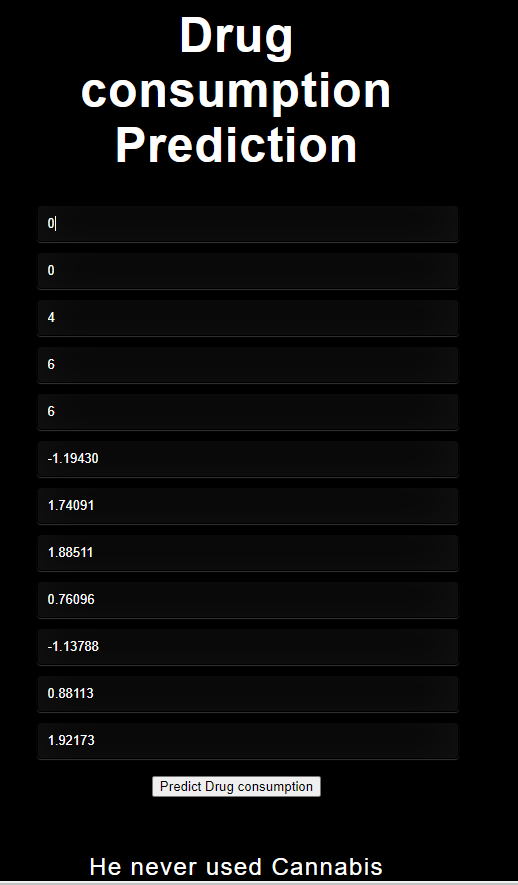 Drug
consumption
Prediction
0
0
4
6
6
-1.19430
1.74091
1.88511
0.76096
-1.13788
0.88113
1.92173
Predict Drug consumption
He never used Cannabis